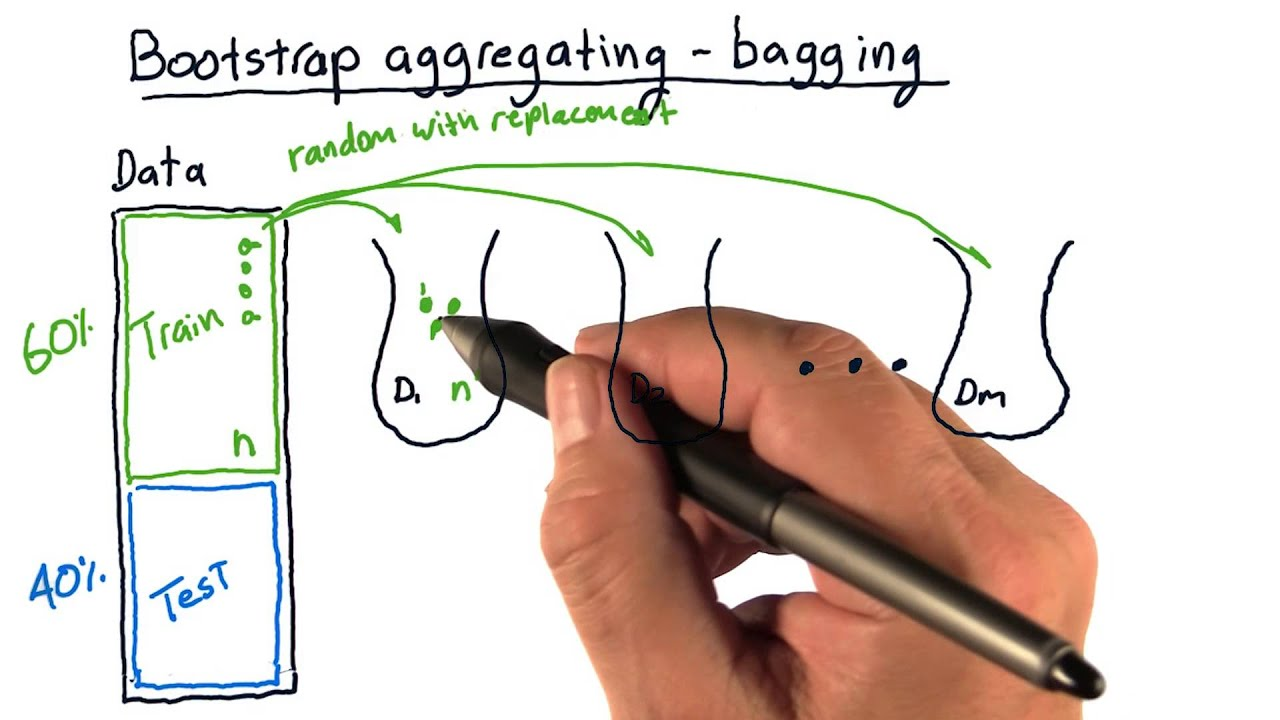 Bootstrap aggregating - bagging
random with replacement
Data
60%
Train
n
D1
n'
D2
Dm
40%
Test